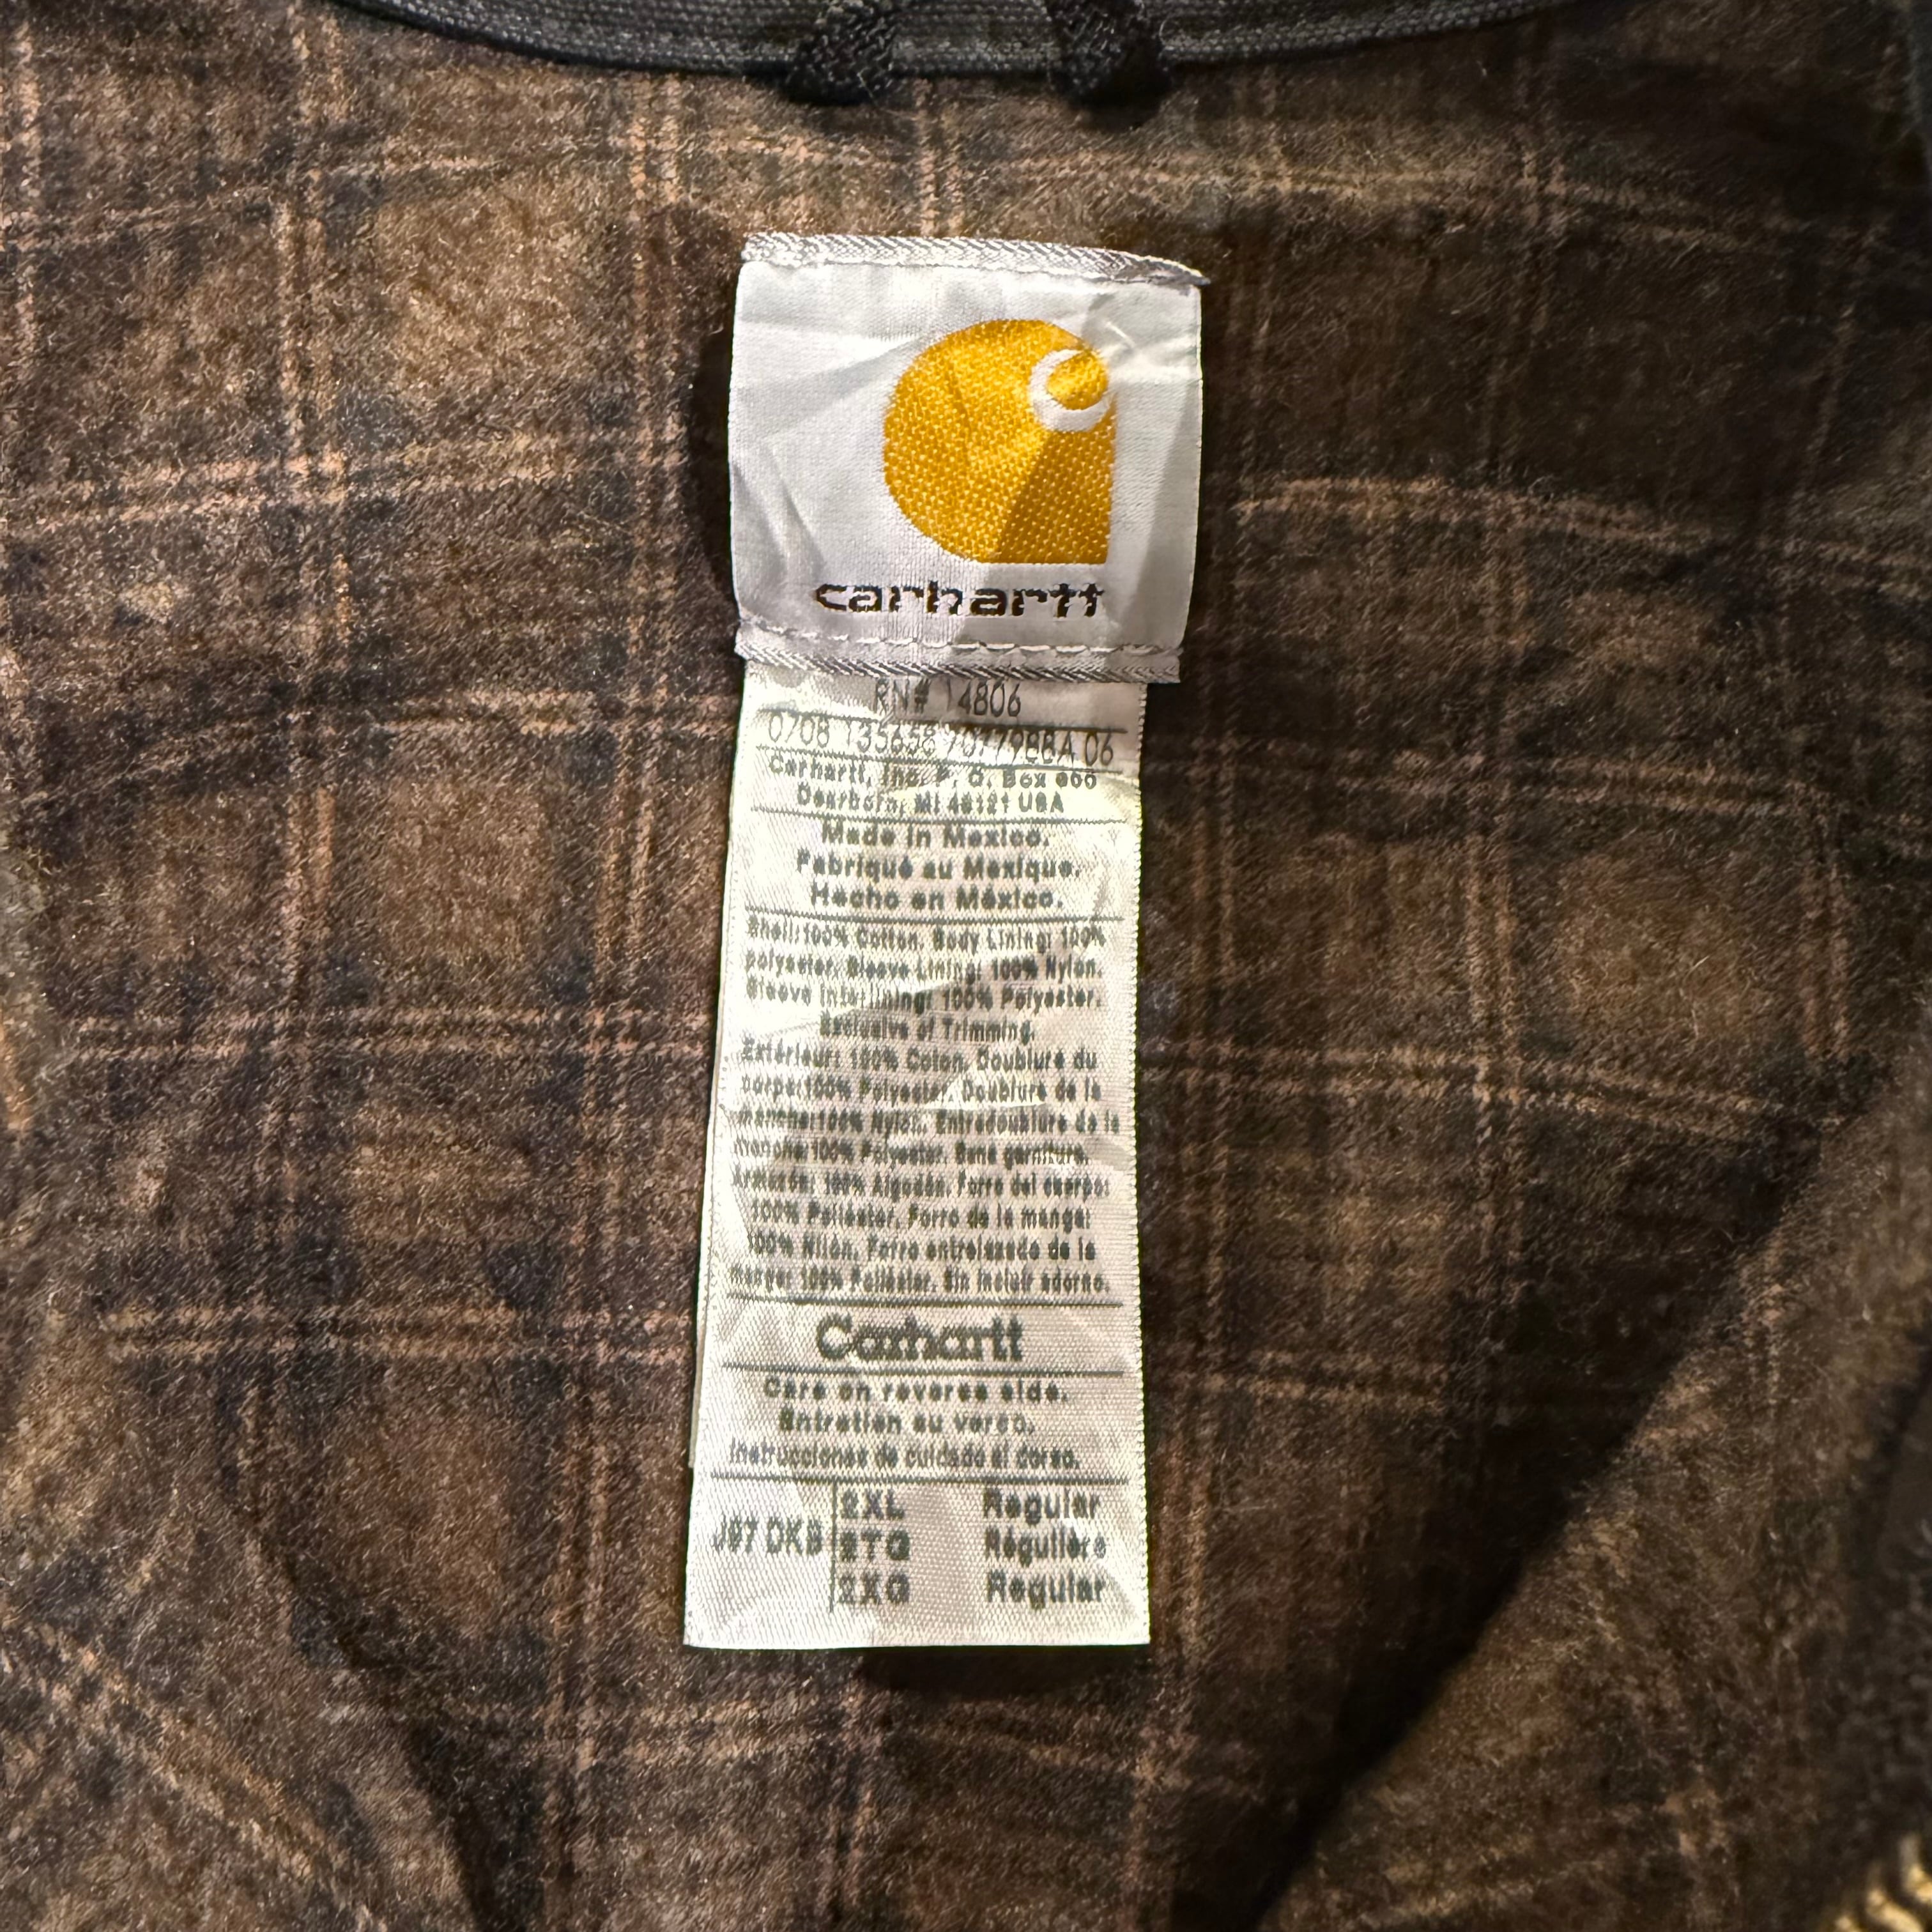 carhartt
RN# 14806
0708 135658
Carhartt, Inc. P. O. Box 600
Dearborn, MI 48121 USA
Made in Mexico.
Fabriqué au Mexique.
Hecho en México.
Shell:100% Cotton. Body Lining: 100%
polyester. Sleeve Lining: 100% Nylon.
Sleeve Interlining: 100% Polyester.
Exclusive of Trimming.
Extérieur: 100% Coton. Doublure du
corps:100% Polyester. Doublure de la
manche:100% Nylon. Entredoublure de la
manche:100% Polyester. Sans garniture.
Armazón: 100% Algodón. Forro del cuerpo:
100% Poliéster. Forro de la manga:
100% Nilón. Forro entrelazado de la
manga: 100% Poliéster. Sin incluir adorno.
Carhartt
Care on reverse side.
Entretien au verso.
Instrucciones de cuidado al dorso.
J97 DKB
2XL Regular
2TG Régulière
2XG Regular